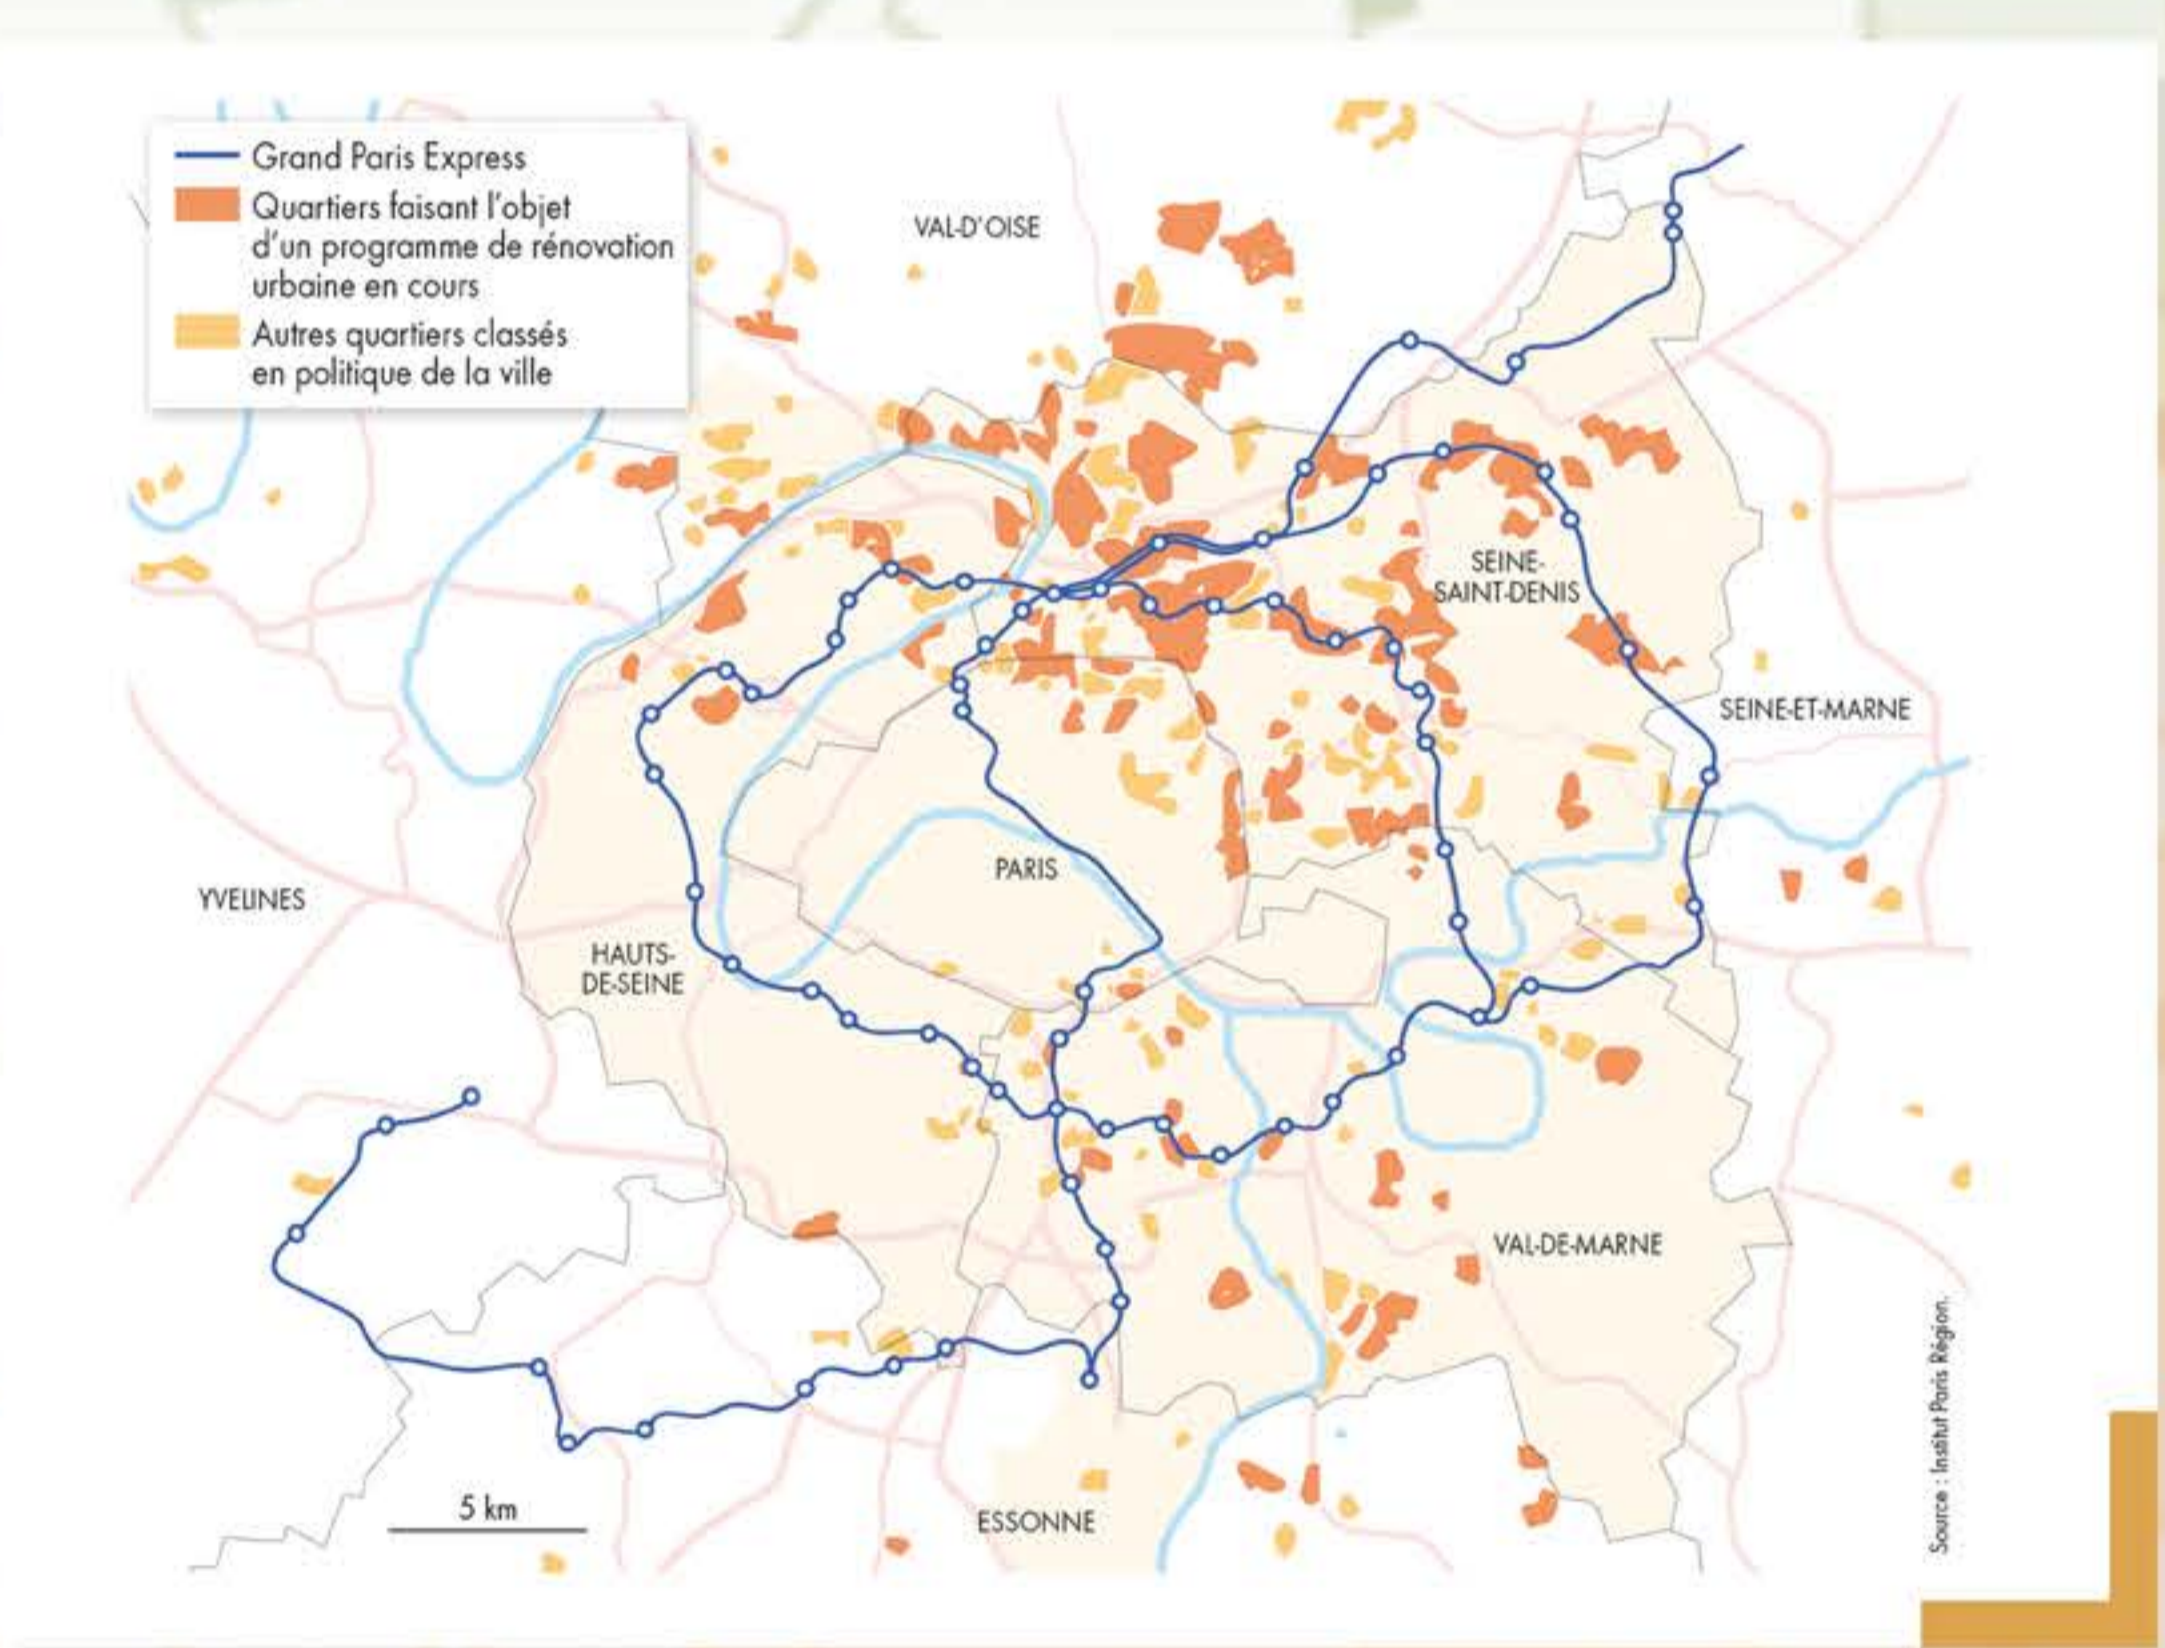 Grand Paris Express
Quartiers faisant l'objet
d'un programme de rénovation
urbaine en cours
Autres quartiers classés
en politique de la ville
VAL-D'OISE
SEINE-
SAINT-DENIS
SEINE-ET-MARNE
PARIS
YVELINES
HAUTS-
DE-SEINE
VAL-DE-MARNE
5 km
ESSONNE
Source : Institut Paris Région.